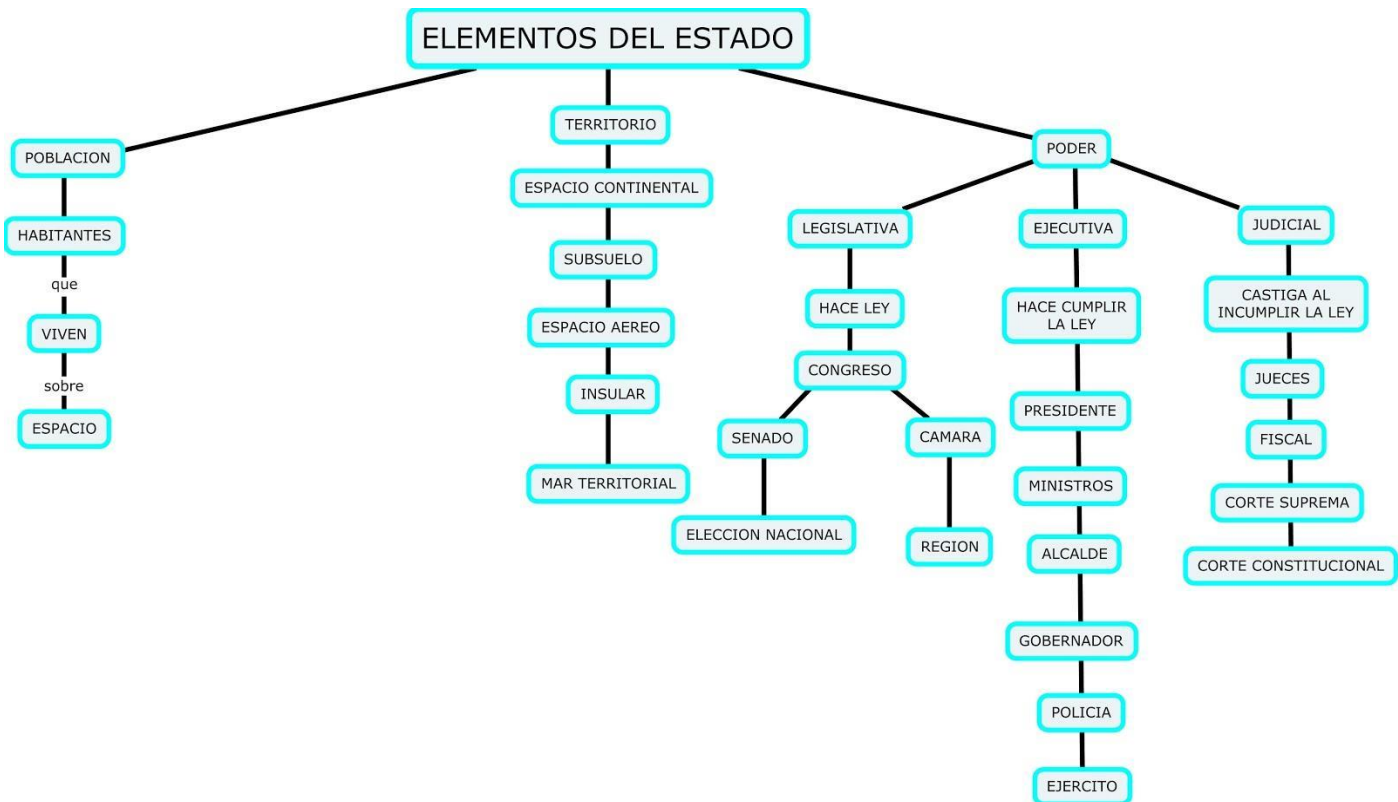 ELEMENTOS DEL ESTADO
POBLACION
HABITANTES
que
VIVEN
sobre
ESPACIO
TERRITORIO
ESPACIO CONTINENTAL
SUBSUELO
ESPACIO AEREO
INSULAR
MAR TERRITORIAL
PODER
LEGISLATIVA
HACE LEY
CONGRESO
SENADO
ELECCION NACIONAL
CAMARA
REGION
EJECUTIVA
HACE CUMPLIR
LA LEY
PRESIDENTE
MINISTROS
ALCALDE
GOBERNADOR
POLICIA
EJERCITO
JUDICIAL
CASTIGA AL
INCUMPLIR LA LEY
JUECES
FISCAL
CORTE SUPREMA
CORTE CONSTITUCIONAL